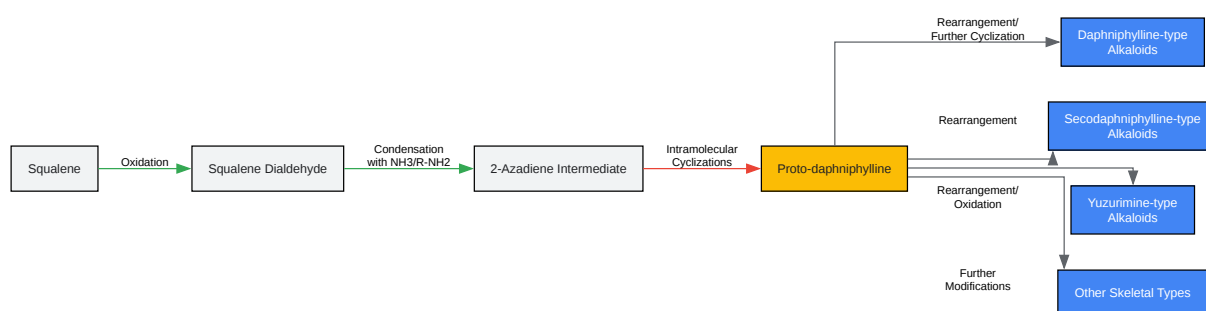 Rearrangement/
Further Cyclization
Daphniphylline-type
Alkaloids
Rearrangement
Secodaphniphylline-type
Alkaloids
Squalene
Oxidation
Squalene Dialdehyde
Condensation
with NH3/R-NH2
2-Azadiene Intermediate
Intramolecular
Cyclizations
Proto-daphniphylline
Rearrangement/
Oxidation
Yuzurimine-type
Alkaloids
Further
Modifications
Other Skeletal Types